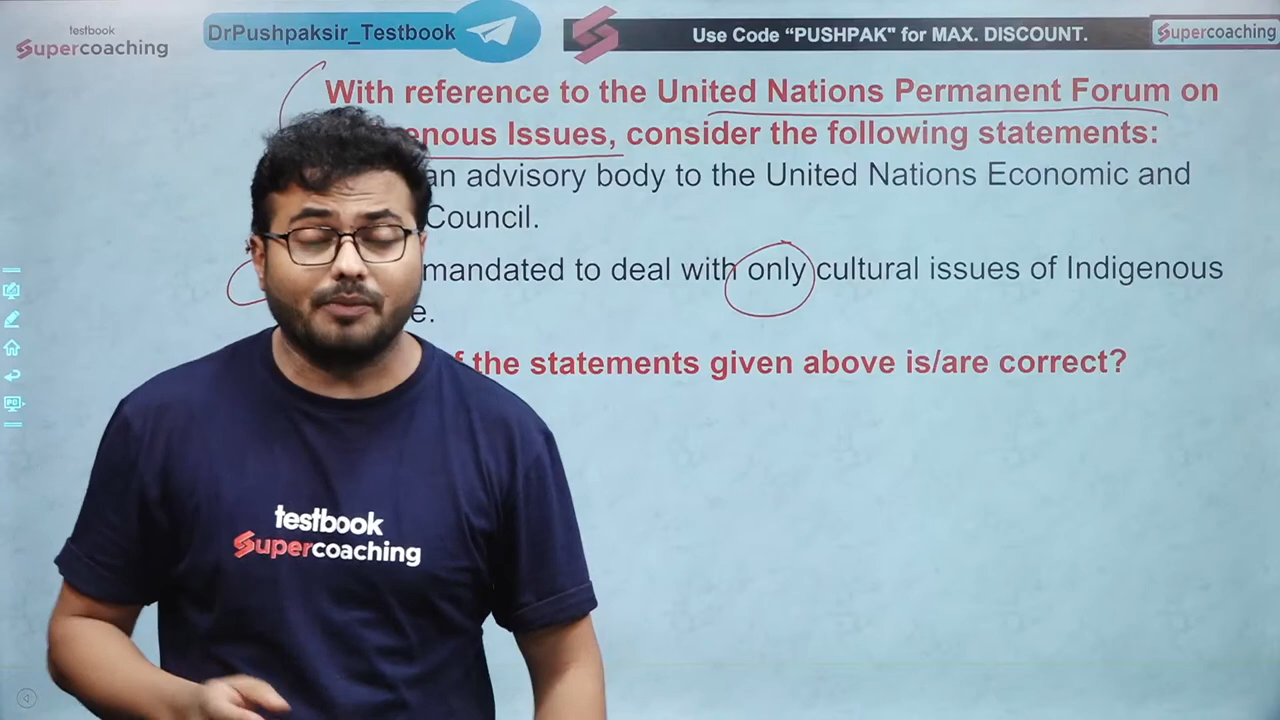 testbook
Supercoaching
DrPushpaksir_Testbook
Use Code “PUSHPAK" for MAX. DISCOUNT.
Supercoaching
With reference to the United Nations Permanent Forum on
enous Issues, consider the following statements:
an advisory body to the United Nations Economic and
Council.
mandated to deal with only cultural issues of Indigenous
e.
f the statements given above is/are correct?
testbook
Supercoaching